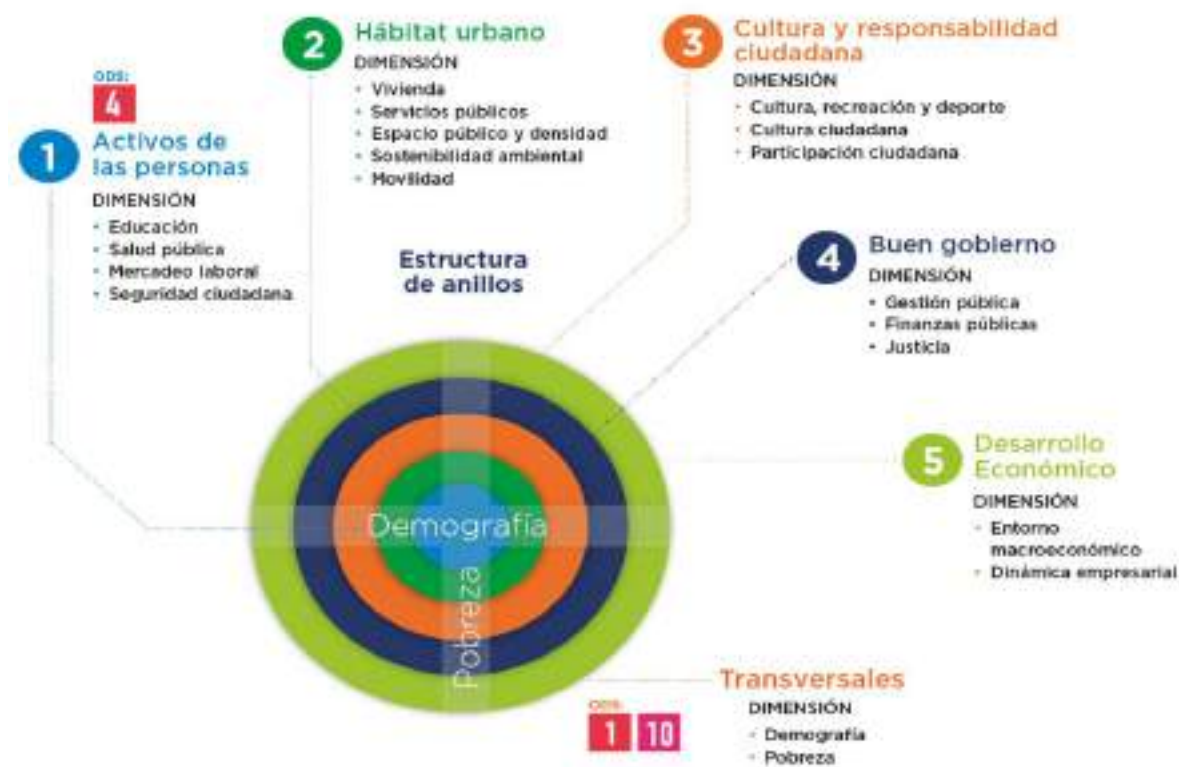 ODS:
4
1
Activos de
las personas
DIMENSIÓN
• Educación
• Salud pública
• Mercadeo laboral
• Seguridad ciudadana
2
Hábitat urbano
DIMENSIÓN
• Vivienda
• Servicios públicos
• Espacio público y densidad
• Sostenibilidad ambiental
• Movilidad
3
Cultura y responsabilidad
ciudadana
DIMENSIÓN
• Cultura, recreación y deporte
• Cultura ciudadana
• Participación ciudadana
Estructura
de anillos
4
Buen gobierno
DIMENSIÓN
• Gestión pública
• Finanzas públicas
• Justicia
5
Desarrollo
Económico
DIMENSIÓN
• Entorno
macroeconómico
• Dinámica empresarial
Demografía
Pobreza
Transversales
ODS:
1 10
DIMENSIÓN
• Demografía
• Pobreza